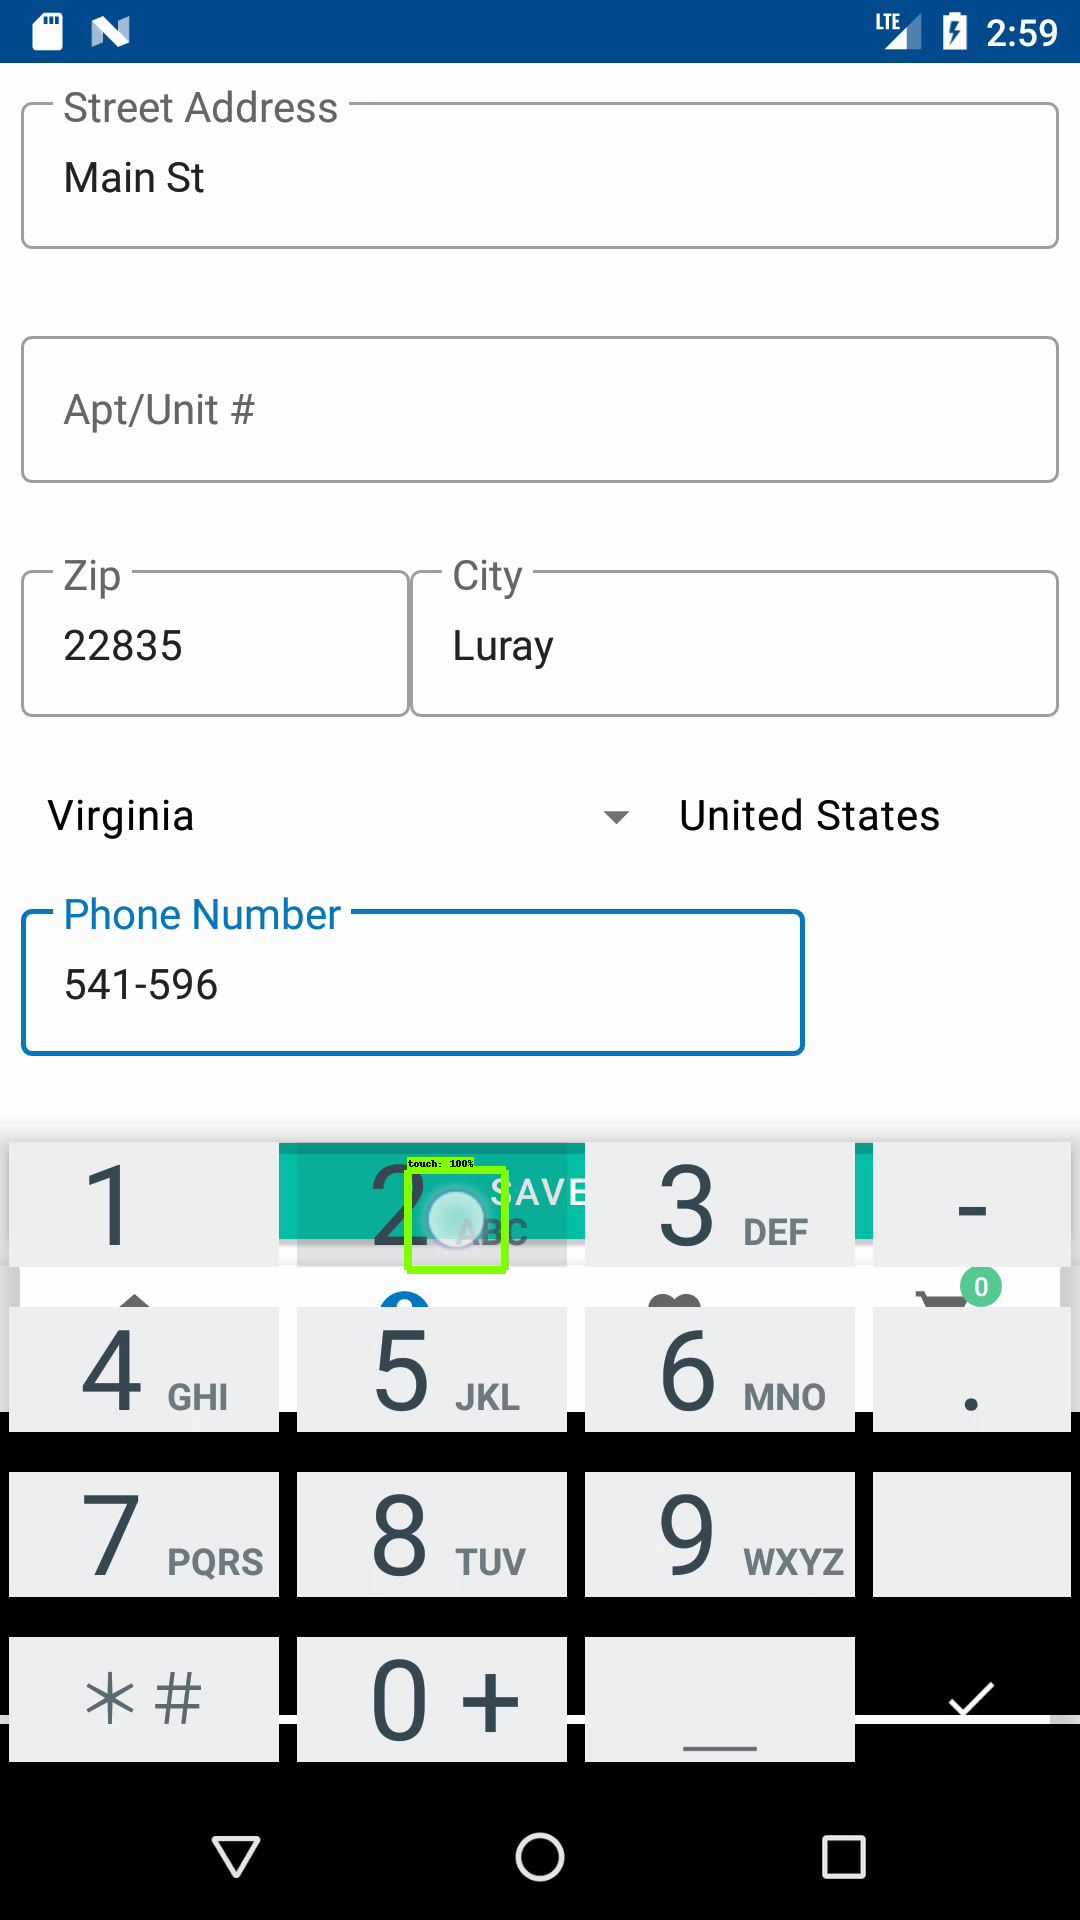 LTE 2:59
Street Address
Main St
Apt/Unit #
Zip City
22835 Luray
Virginia United States
Phone Number
541-596
touch: 100%
SAVE
1 2 ABC 3 DEF -
0
4 GHI 5 JKL 6 MNO .
7 PQRS 8 TUV 9 WXYZ
*# 0 + _